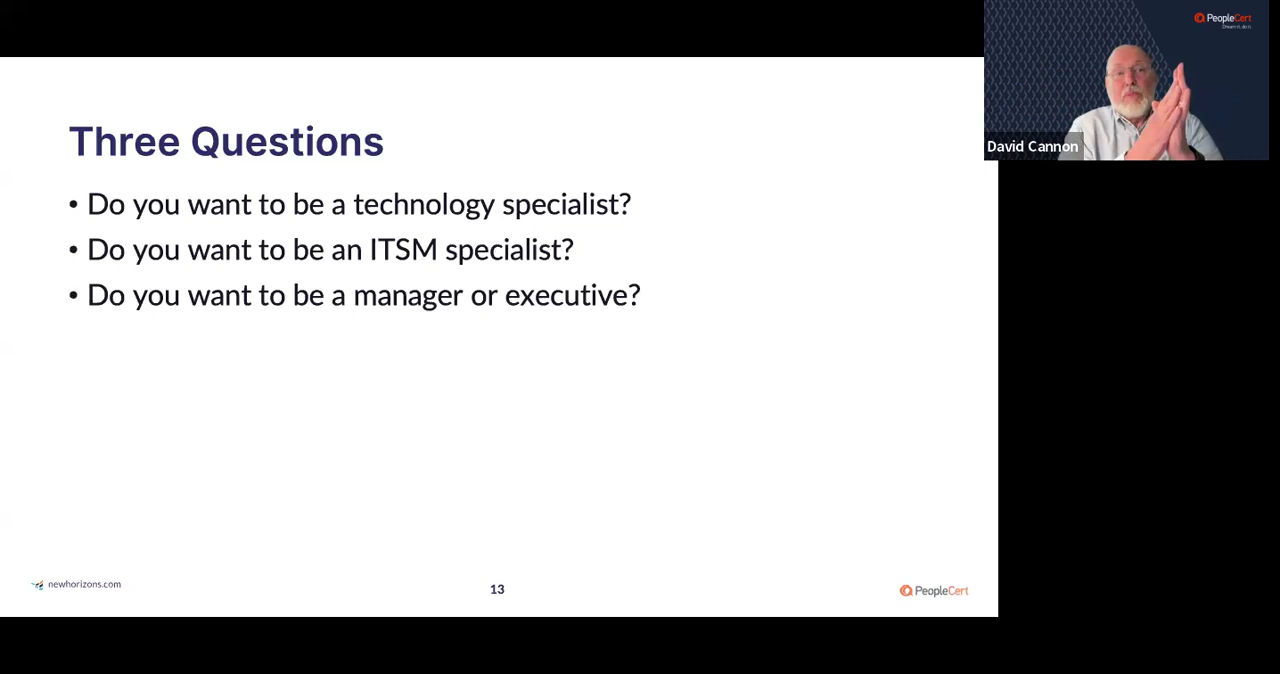 PeopleCert
David Cannon
Three Questions
• Do you want to be a technology specialist?
• Do you want to be an ITSM specialist?
• Do you want to be a manager or executive?
newhorizons.com
13
PeopleCert